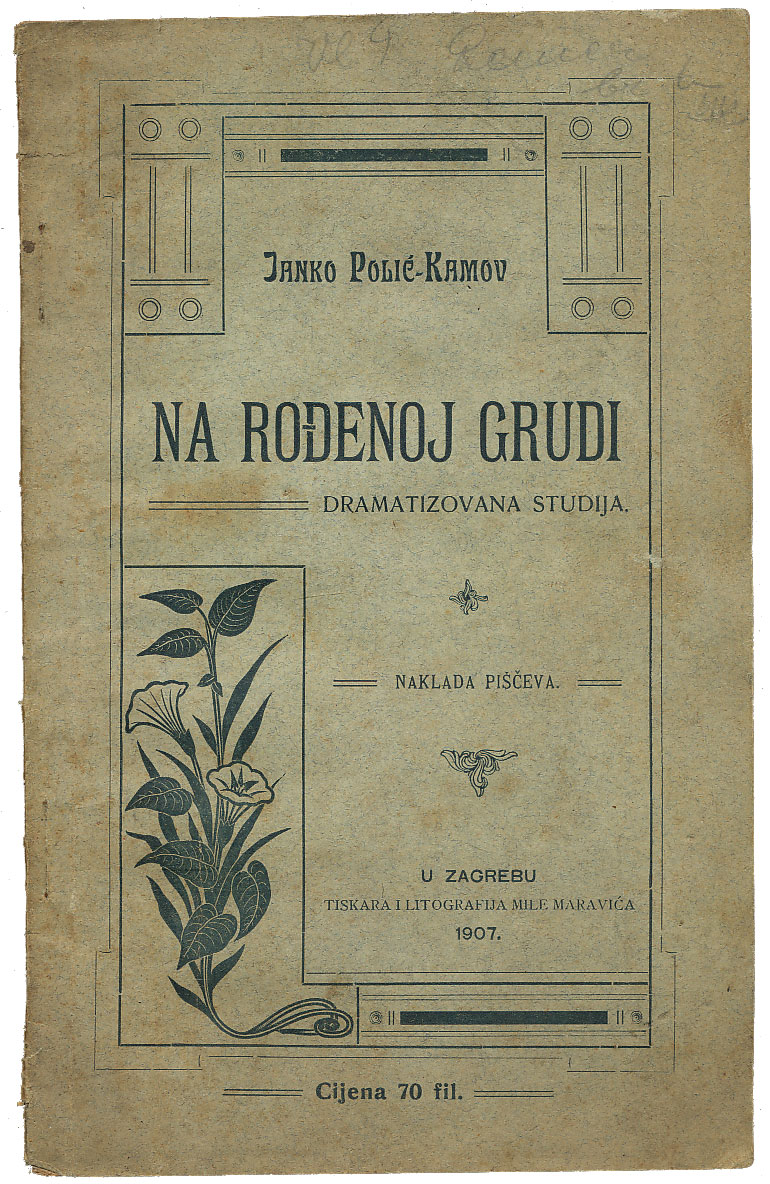 JANKO POLIĆ-KAMOV
NA ROĐENOJ GRUDI
DRAMATIZOVANA STUDIJA.
NAKLADA PIŠČEVA.
U ZAGREBU
TISKARA I LITOGRAFIJA MILE MARAVIĆA
1907.
Cijena 70 fil.